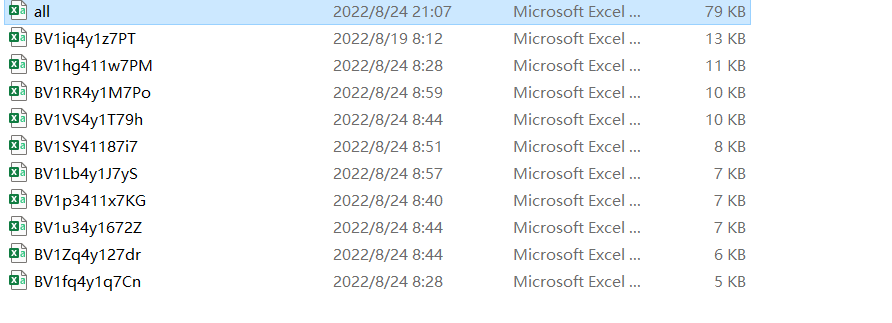 all 2022/8/24 21:07 Microsoft Excel ... 79 KB
BV1iq4y1z7PT 2022/8/19 8:12 Microsoft Excel ... 13 KB
BV1hg411w7PM 2022/8/24 8:28 Microsoft Excel ... 11 KB
BV1RR4y1M7Po 2022/8/24 8:59 Microsoft Excel ... 10 KB
BV1VS4y1T79h 2022/8/24 8:44 Microsoft Excel ... 10 KB
BV1SY41187i7 2022/8/24 8:51 Microsoft Excel ... 8 KB
BV1Lb4y1J7yS 2022/8/24 8:57 Microsoft Excel ... 7 KB
BV1p3411x7KG 2022/8/24 8:40 Microsoft Excel ... 7 KB
BV1u34y1672Z 2022/8/24 8:44 Microsoft Excel ... 7 KB
BV1Zq4y127dr 2022/8/24 8:44 Microsoft Excel ... 6 KB
BV1fq4y1q7Cn 2022/8/24 8:28 Microsoft Excel ... 5 KB